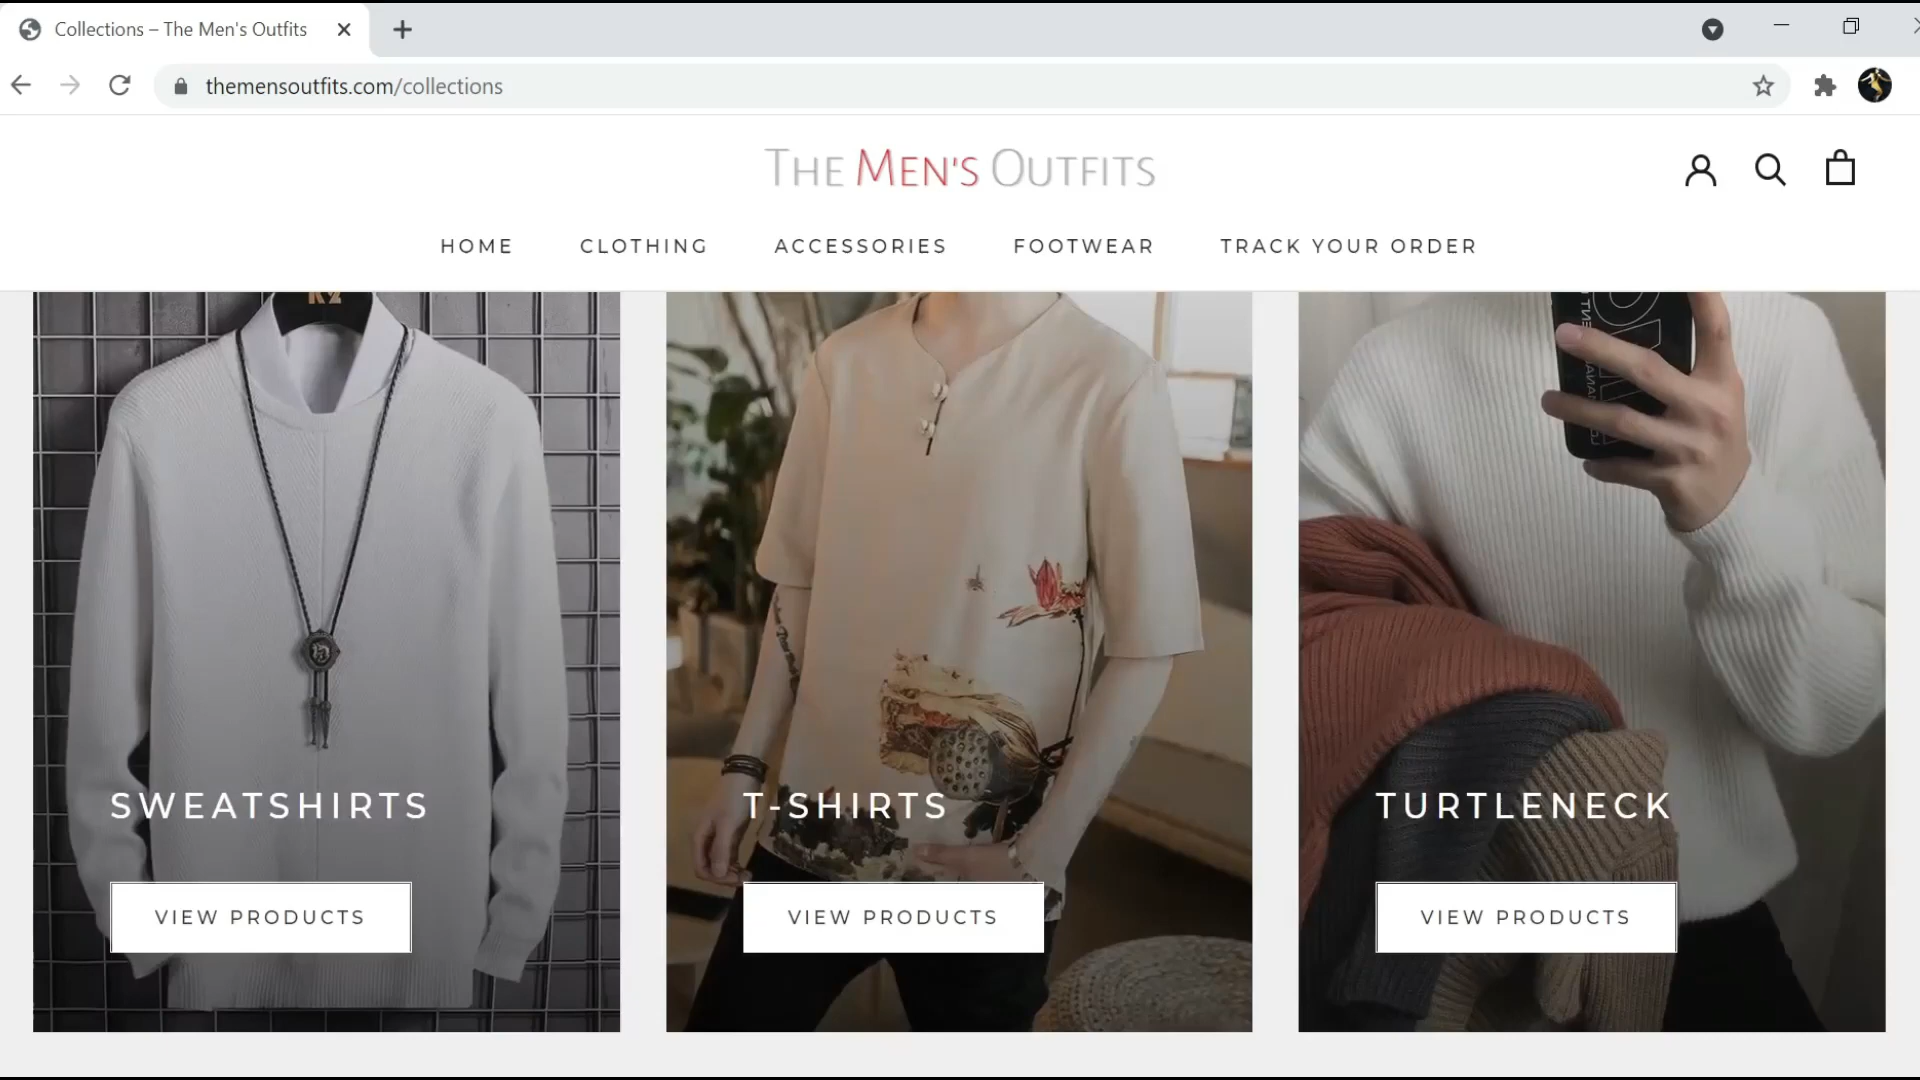 Collections – The Men's Outfits
themensoutfits.com/collections
THE MEN'S OUTFITS
HOME CLOTHING ACCESSORIES FOOTWEAR TRACK YOUR ORDER
SWEATSHIRTS T-SHIRTS TURTLENECK
VIEW PRODUCTS VIEW PRODUCTS VIEW PRODUCTS